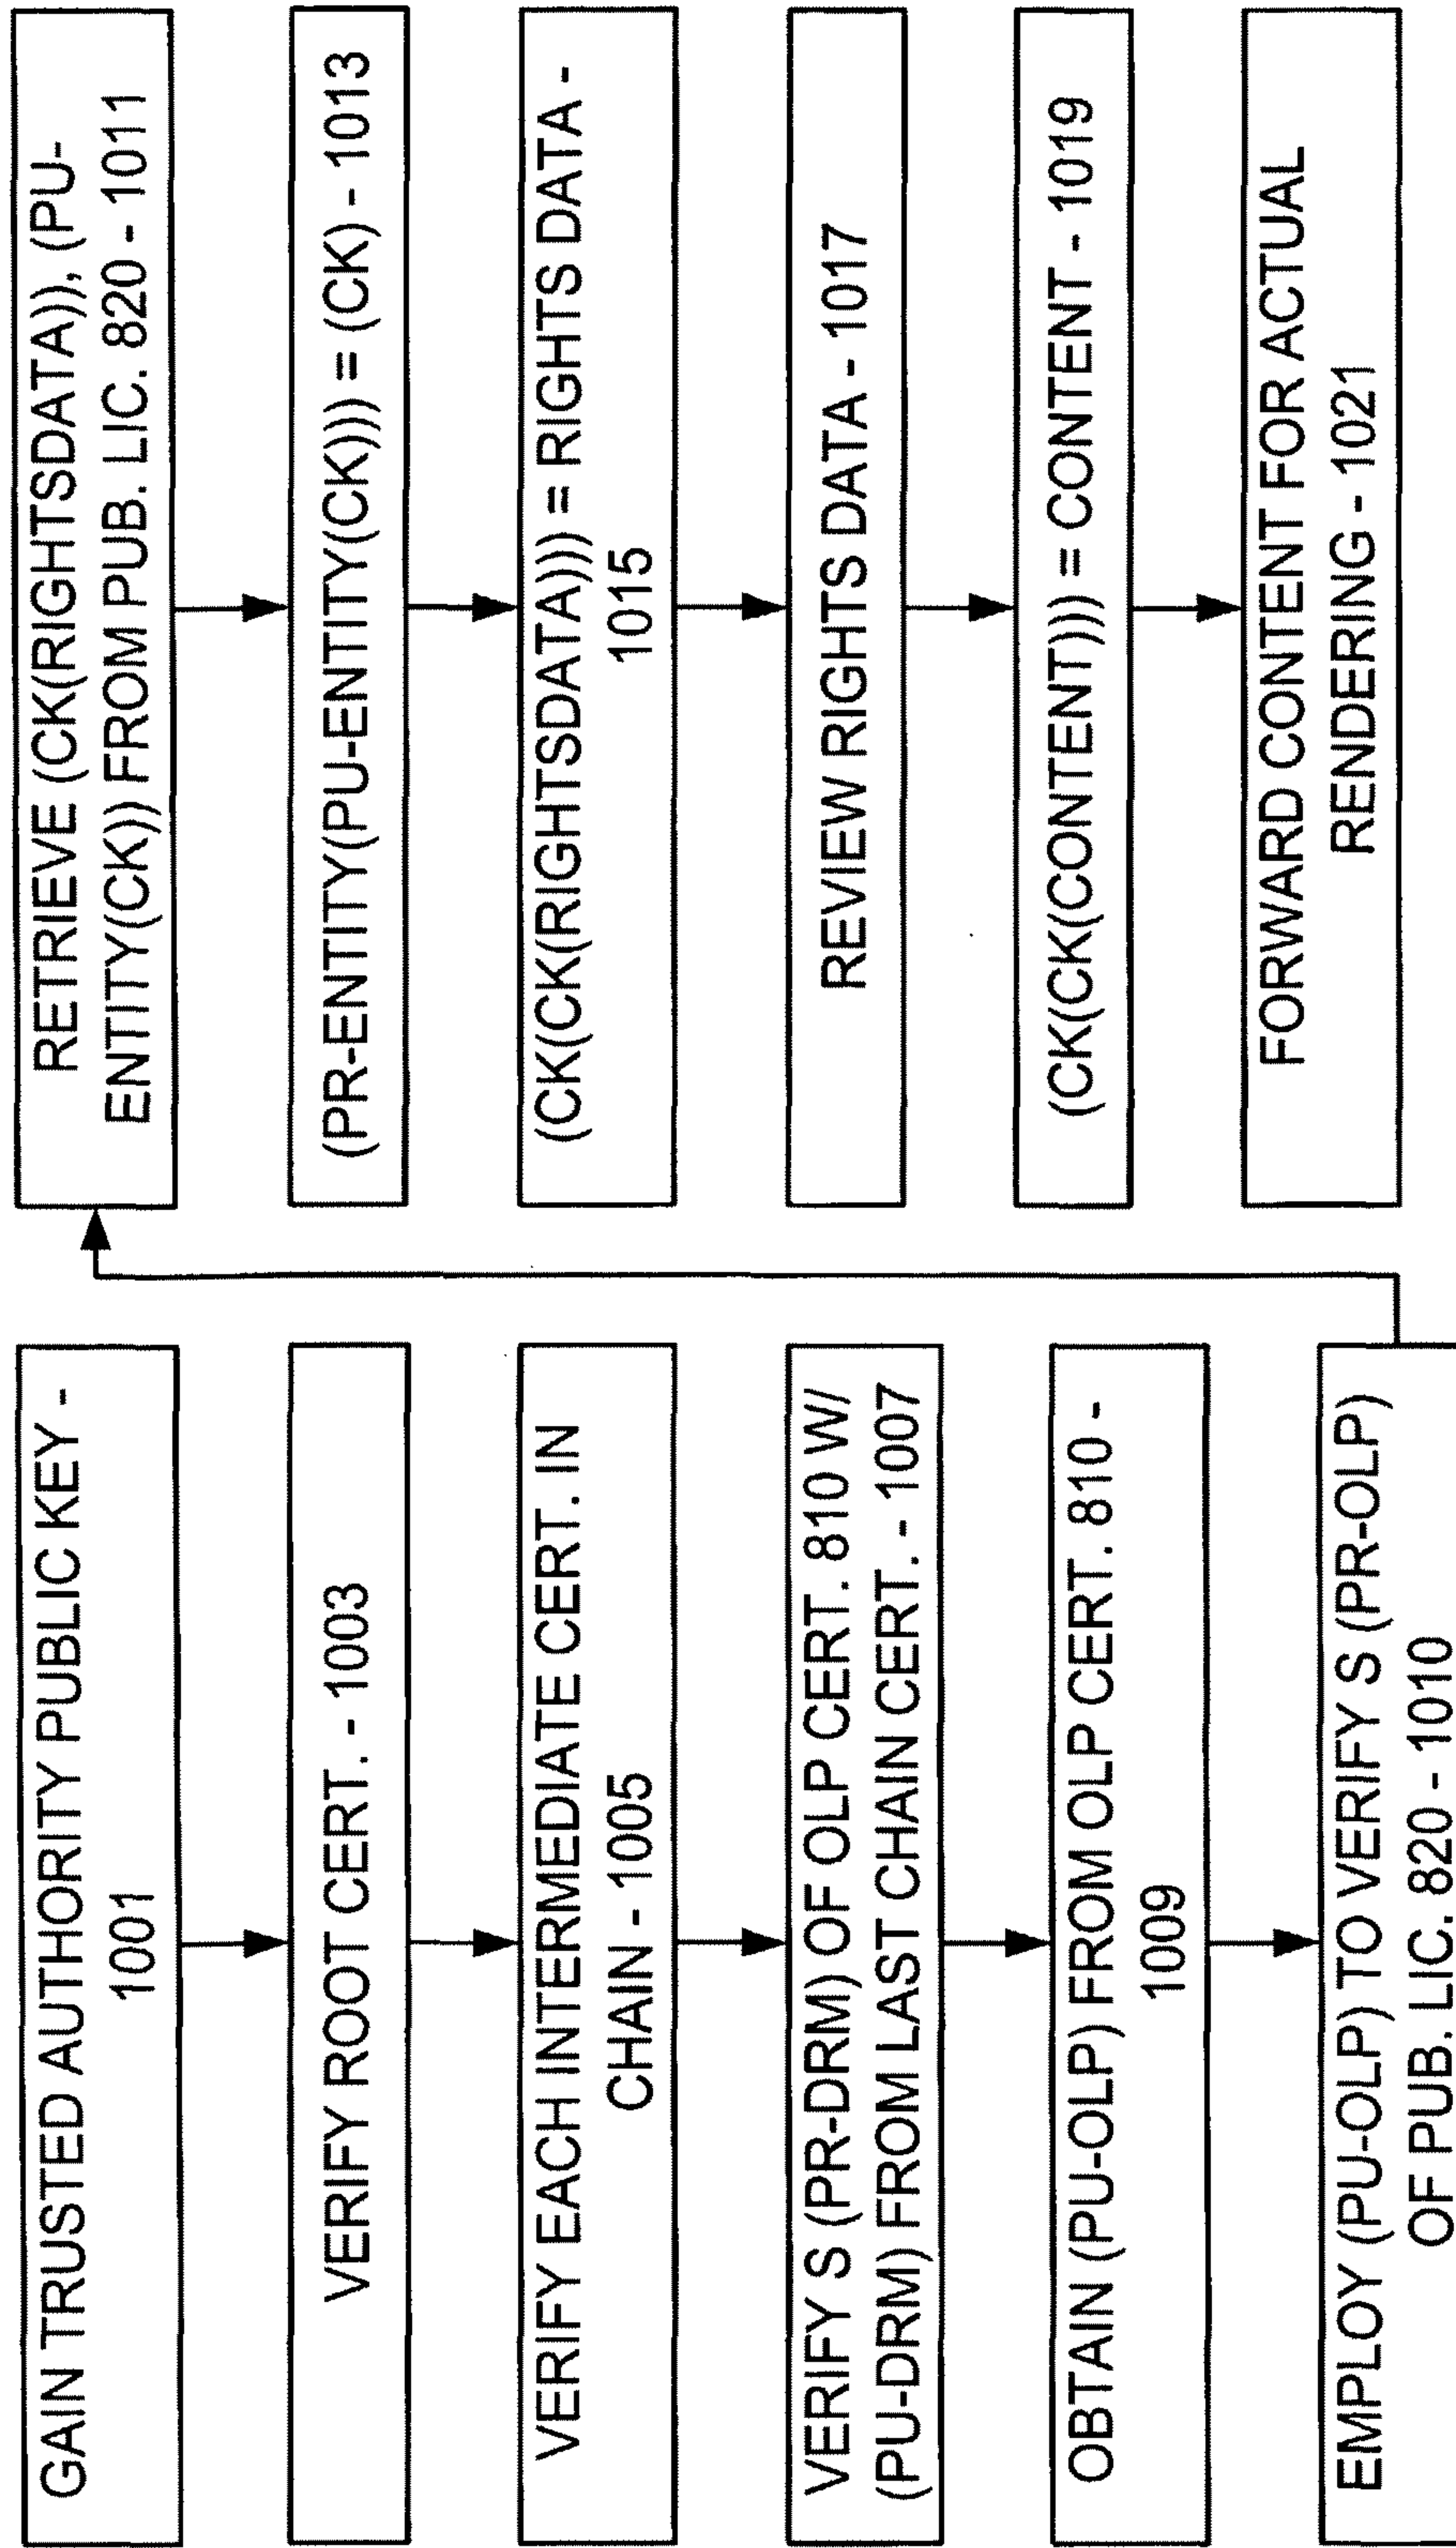 GAIN TRUSTED AUTHORITY PUBLIC KEY -
1001
VERIFY ROOT CERT. - 1003
VERIFY EACH INTERMEDIATE CERT. IN
CHAIN - 1005
VERIFY S (PR-DRM) OF OLP CERT. 810 W/
(PU-DRM) FROM LAST CHAIN CERT. - 1007
OBTAIN (PU-OLP) FROM OLP CERT. 810 -
1009
EMPLOY (PU-OLP) TO VERIFY S (PR-OLP)
OF PUB. LIC. 820 - 1010
RETRIEVE (CK(RIGHTSDATA)), (PU-
ENTITY(CK)) FROM PUB. LIC. 820 - 1011
(PR-ENTITY(PU-ENTITY(CK))) = (CK) - 1013
(CK(CK(RIGHTSDATA))) = RIGHTS DATA -
1015
REVIEW RIGHTS DATA - 1017
(CK(CK(CONTENT))) = CONTENT - 1019
FORWARD CONTENT FOR ACTUAL
RENDERING - 1021